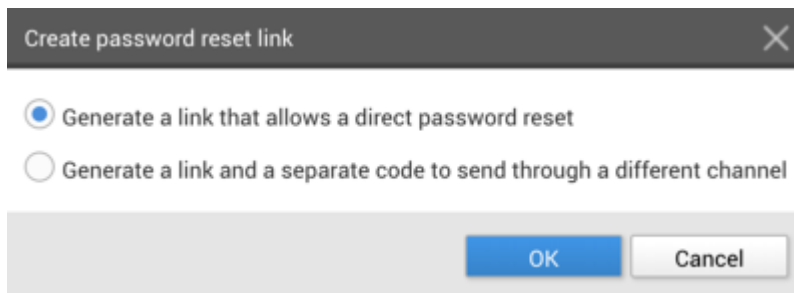 Create password reset link
Generate a link that allows a direct password reset
Generate a link and a separate code to send through a different channel
OK
Cancel